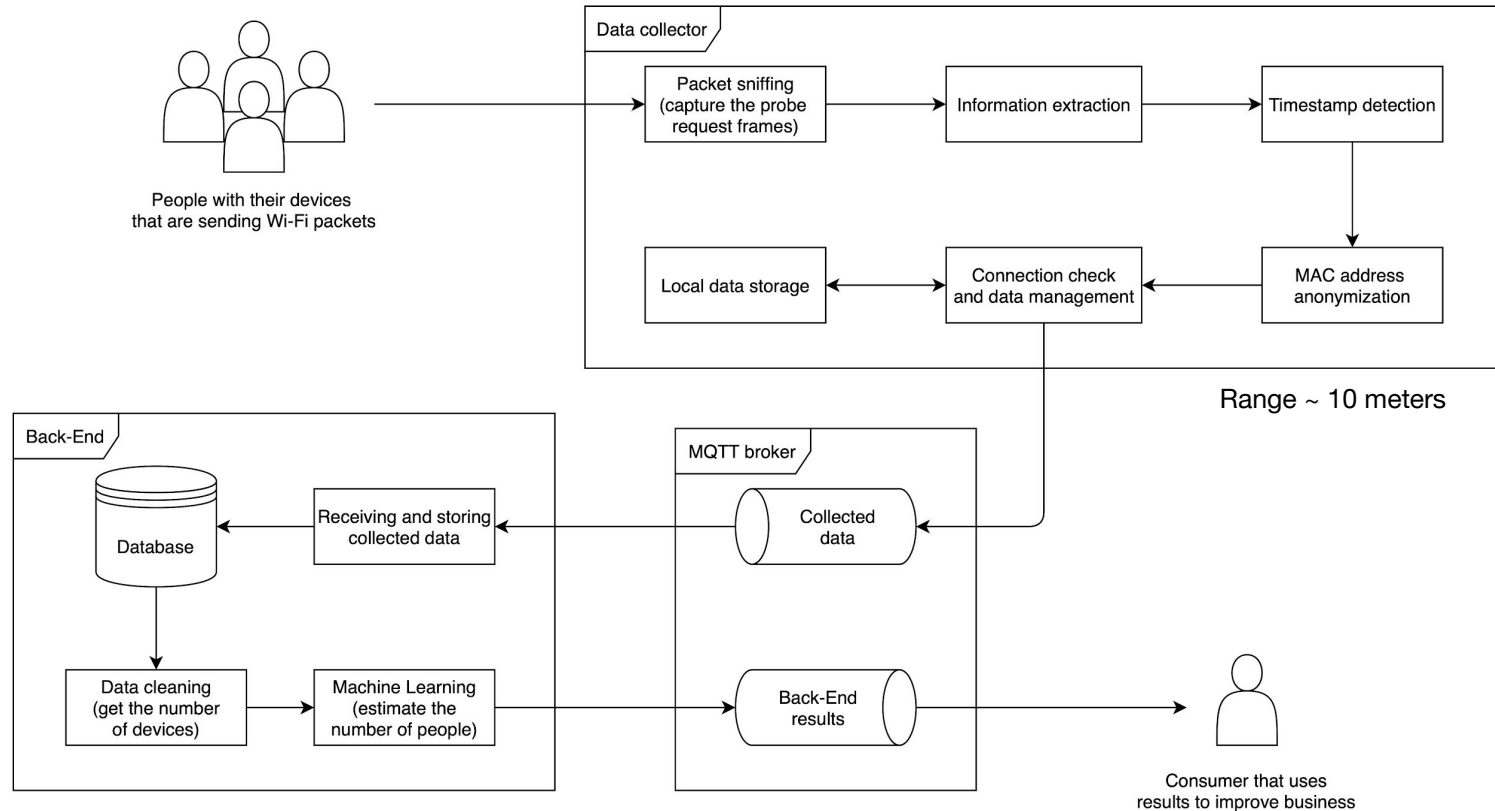 Data collector
Packet sniffing
(capture the probe
request frames)
Information extraction
Timestamp detection
People with their devices
that are sending Wi-Fi packets
Local data storage
Connection check
and data management
MAC address
anonymization
Range ~ 10 meters
Back-End
MQTT broker
Database
Receiving and storing
collected data
Collected
data
Data cleaning
(get the number
of devices)
Machine Learning
(estimate the
number of people)
Back-End
results
Consumer that uses
results to improve business